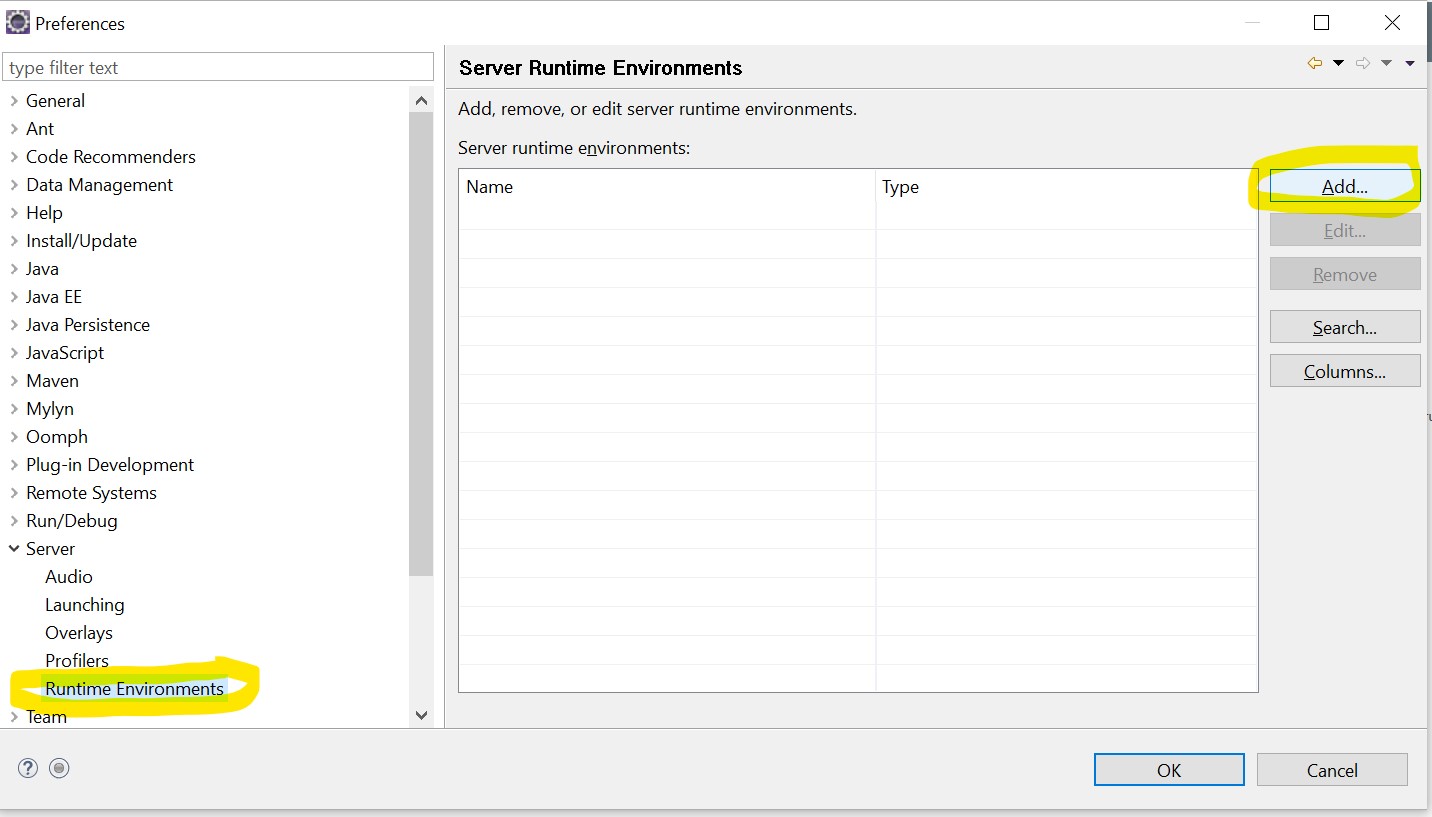 Preferences
type filter text
General
Ant
Code Recommenders
Data Management
Help
Install/Update
Java
Java EE
Java Persistence
JavaScript
Maven
Mylyn
Oomph
Plug-in Development
Remote Systems
Run/Debug
Server
Audio
Launching
Overlays
Profilers
Runtime Environments
Team
Server Runtime Environments
Add, remove, or edit server runtime environments.
Server runtime environments:
Name Type
Add...
Edit...
Remove
Search...
Columns...
OK Cancel